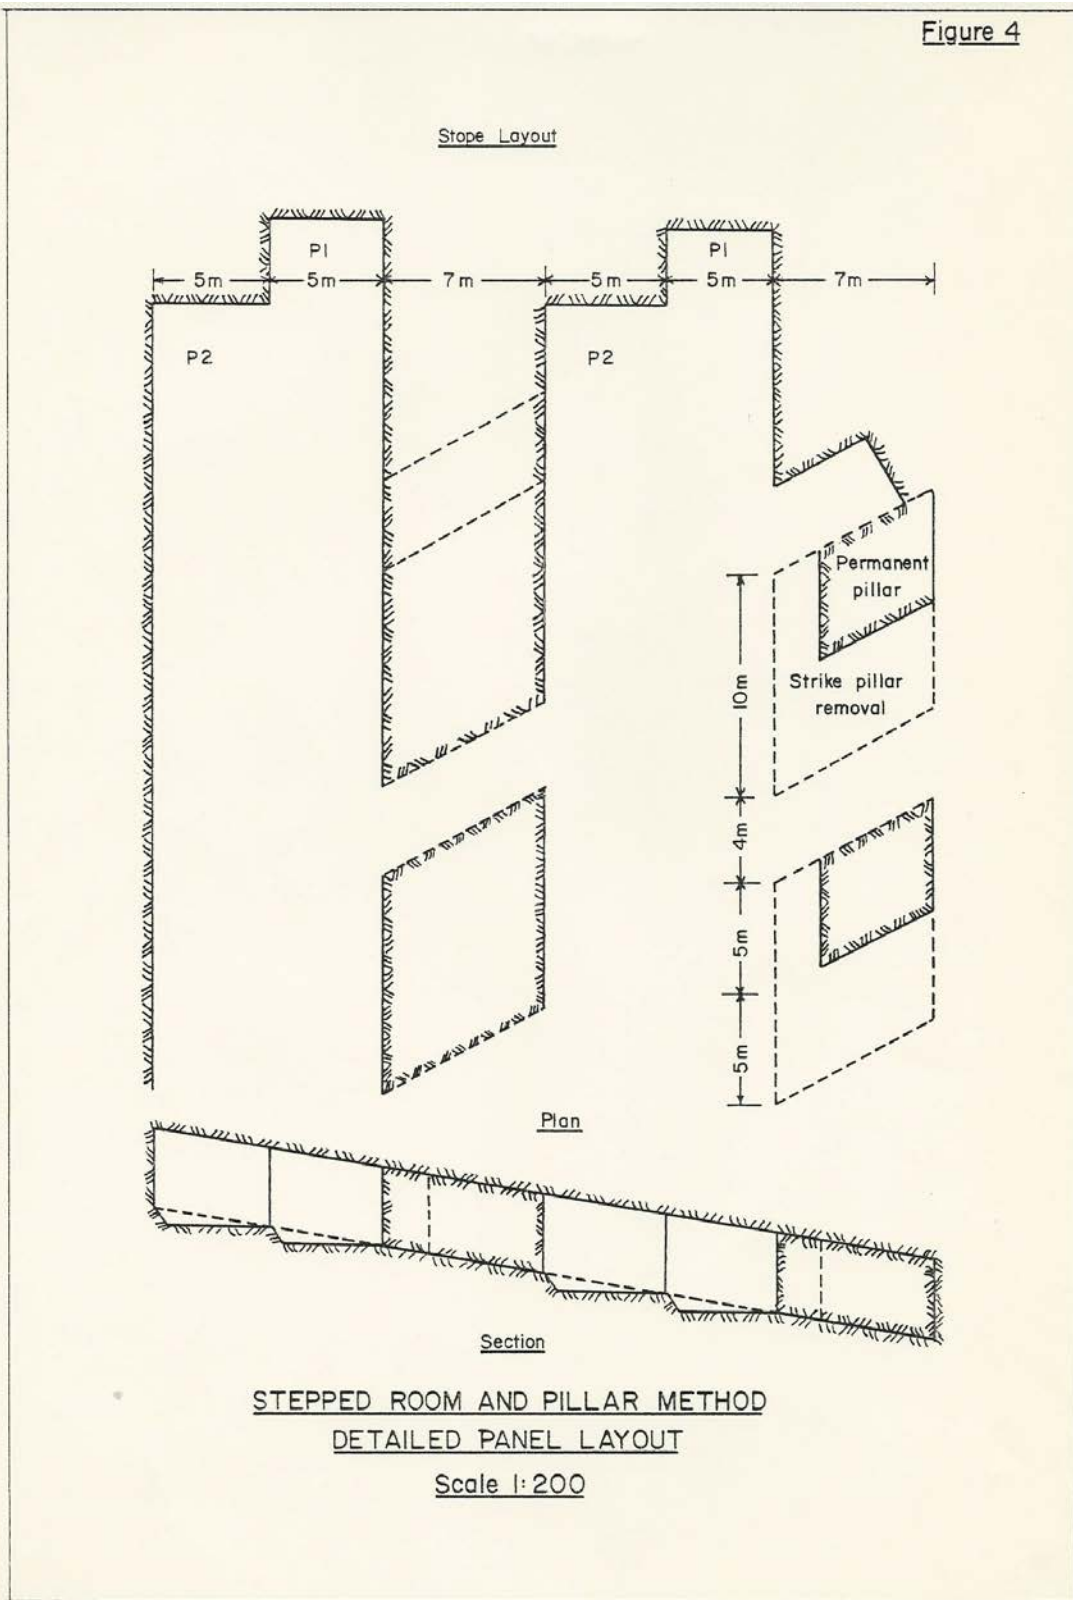 Figure 4
Stope Layout
P1
P1
5m 5m 7m 5m 5m 7m
P2
P2
Permanent
pillar
10m
Strike pillar
removal
4m
5m
5m
Plan
Section
STEPPED ROOM AND PILLAR METHOD
DETAILED PANEL LAYOUT
Scale 1:200